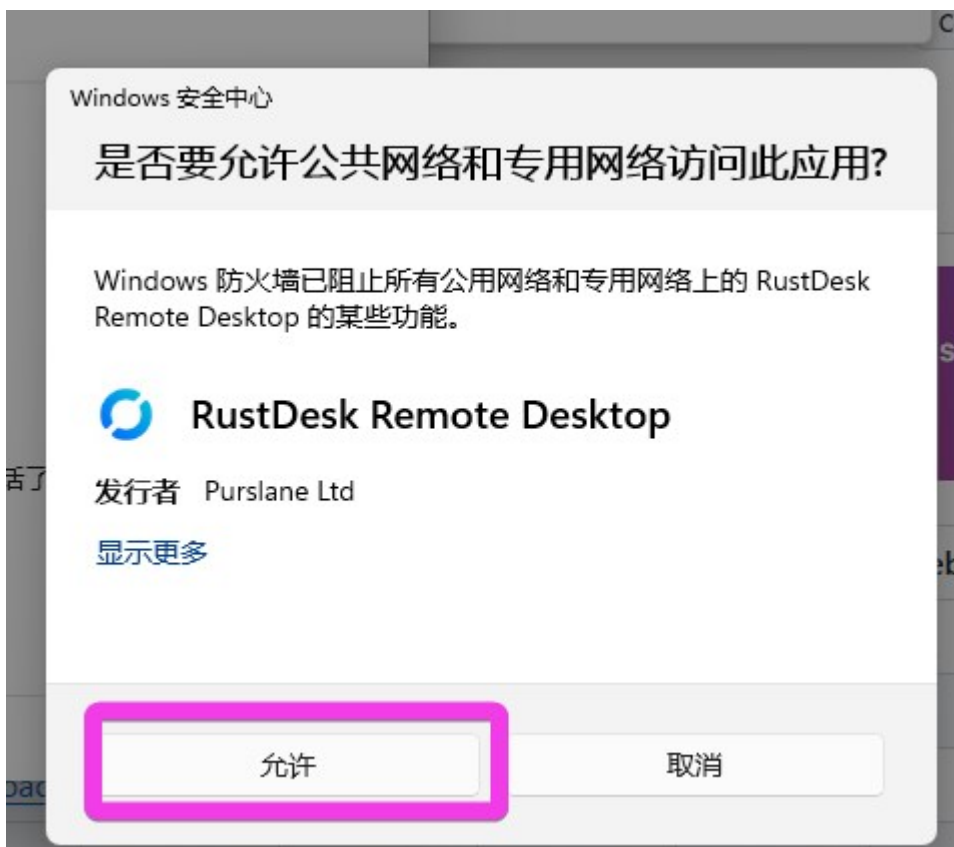 Windows 安全中心
是否要允许公共网络和专用网络访问此应用?
Windows 防火墙已阻止所有公用网络和专用网络上的 RustDesk
Remote Desktop 的某些功能。
RustDesk Remote Desktop
发行者 Purslane Ltd
显示更多
允许
取消